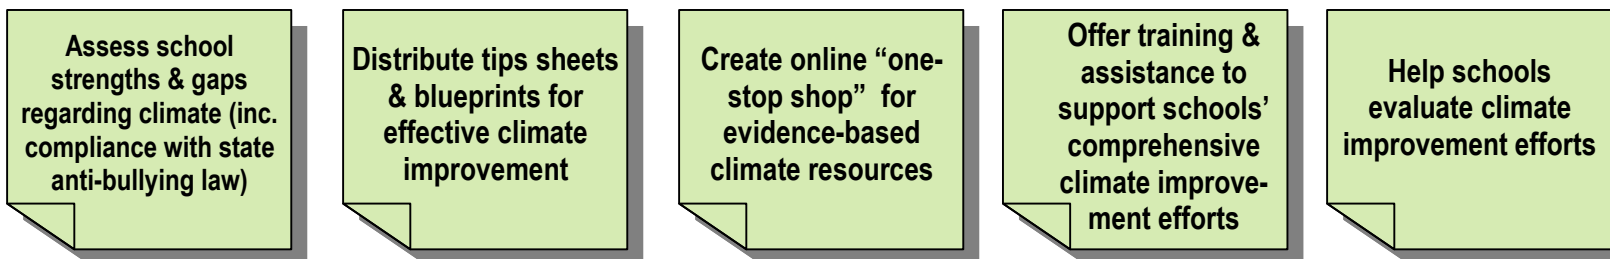 Assess school
strengths & gaps
regarding climate (inc.
compliance with state
anti-bullying law)
Distribute tips sheets
& blueprints for
effective climate
improvement
Create online “one-
stop shop” for
evidence-based
climate resources
Offer training &
assistance to
support schools’
comprehensive
climate improve-
ment efforts
Help schools
evaluate climate
improvement efforts